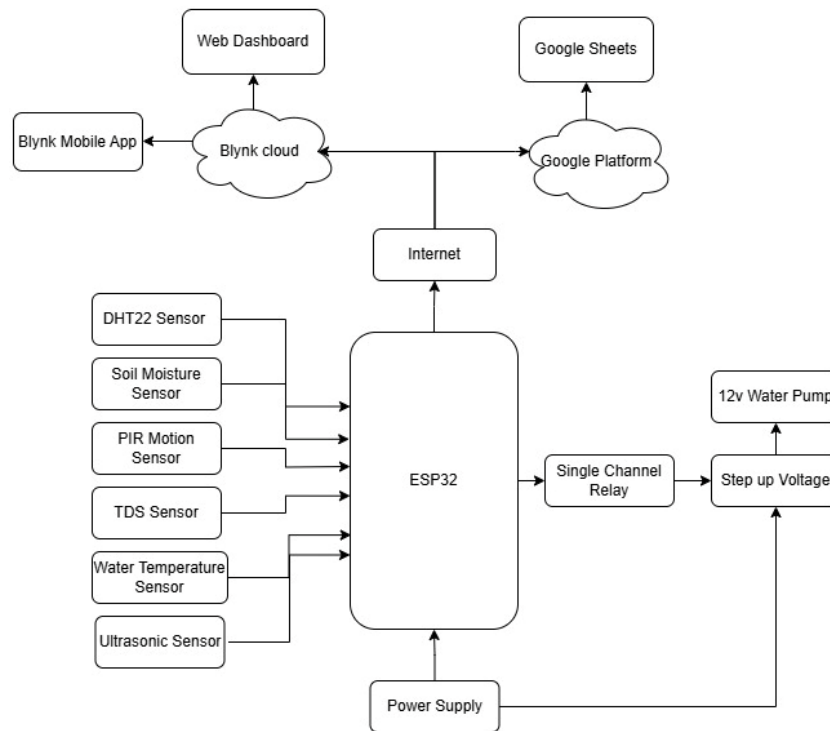 Web Dashboard
Google Sheets
Blynk Mobile App
Blynk cloud
Google Platform
Internet
DHT22 Sensor
Soil Moisture
Sensor
PIR Motion
Sensor
TDS Sensor
Water Temperature
Sensor
Ultrasonic Sensor
ESP32
Single Channel
Relay
12v Water Pump
Step up Voltage
Power Supply